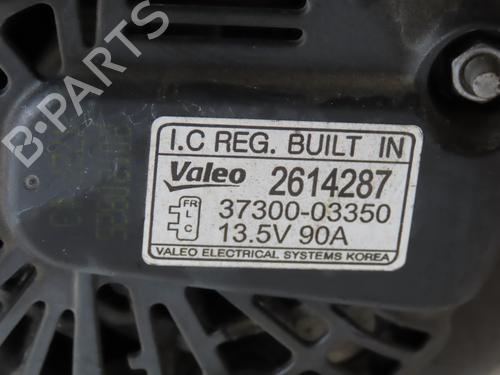 B-PARTS
I.C REG. BUILT IN
Valeo 2614287
FR
L
C
37300-03350
13.5V 90A
VALEO ELECTRICAL SYSTEMS KOREA